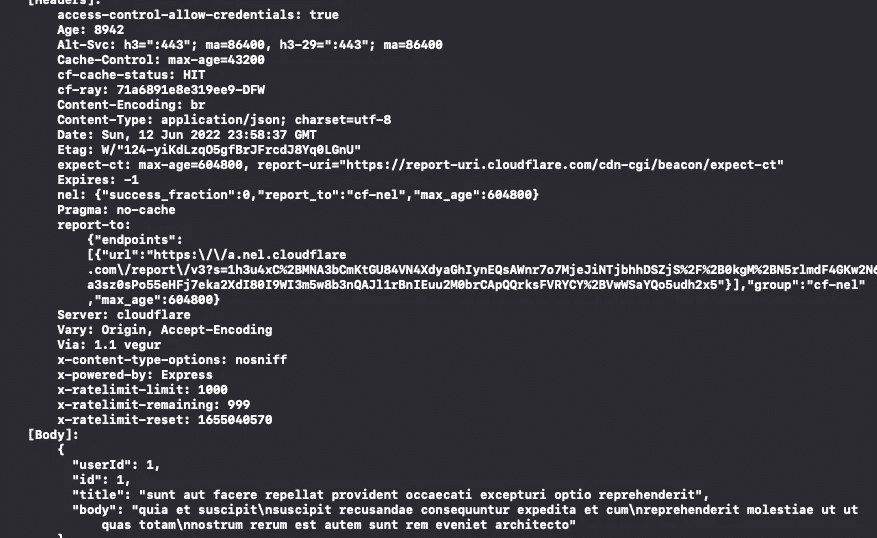 [Headers]:
access-control-allow-credentials: true
Age: 8942
Alt-Svc: h3=":443"; ma=86400, h3-29=":443"; ma=86400
Cache-Control: max-age=43200
cf-cache-status: HIT
cf-ray: 71a6891e8e319ee9-DFW
Content-Encoding: br
Content-Type: application/json; charset=utf-8
Date: Sun, 12 Jun 2022 23:58:37 GMT
Etag: W/"124-yiKdLzqO5gfBrJFrcdJ8Yq0LGnU"
expect-ct: max-age=604800, report-uri="https://report-uri.cloudflare.com/cdn-cgi/beacon/expect-ct"
Expires: -1
nel: {"success_fraction":0,"report_to":"cf-nel","max_age":604800}
Pragma: no-cache
report-to:
{"endpoints":
[{"url":"https:\/\/a.nel.cloudflare
.com\/report\/v3?s=1h3u4xC%2BMNA3bCmKtGU84VN4XdyaGhIynEQsAWnr7o7MjeJiNTjbhhDSZjS%2F%2B0kgM%2BN5rlmdF4GKw2N6
a3sz0sPo55eHFj7eka2XdI80I9WI3m5w8b3nQAJl1rBnIEuu2M0brCApQQrksFVRYCY%2BVwWSaYQo5udh2x5"}],"group":"cf-nel"
,"max_age":604800}
Server: cloudflare
Vary: Origin, Accept-Encoding
Via: 1.1 vegur
x-content-type-options: nosniff
x-powered-by: Express
x-ratelimit-limit: 1000
x-ratelimit-remaining: 999
x-ratelimit-reset: 1655040570
[Body]:
{
"userId": 1,
"id": 1,
"title": "sunt aut facere repellat provident occaecati excepturi optio reprehenderit",
"body": "quia et suscipit\nsuscipit recusandae consequuntur expedita et cum\nreprehenderit molestiae ut ut
quas totam\nnostrum rerum est autem sunt rem eveniet architecto"
}